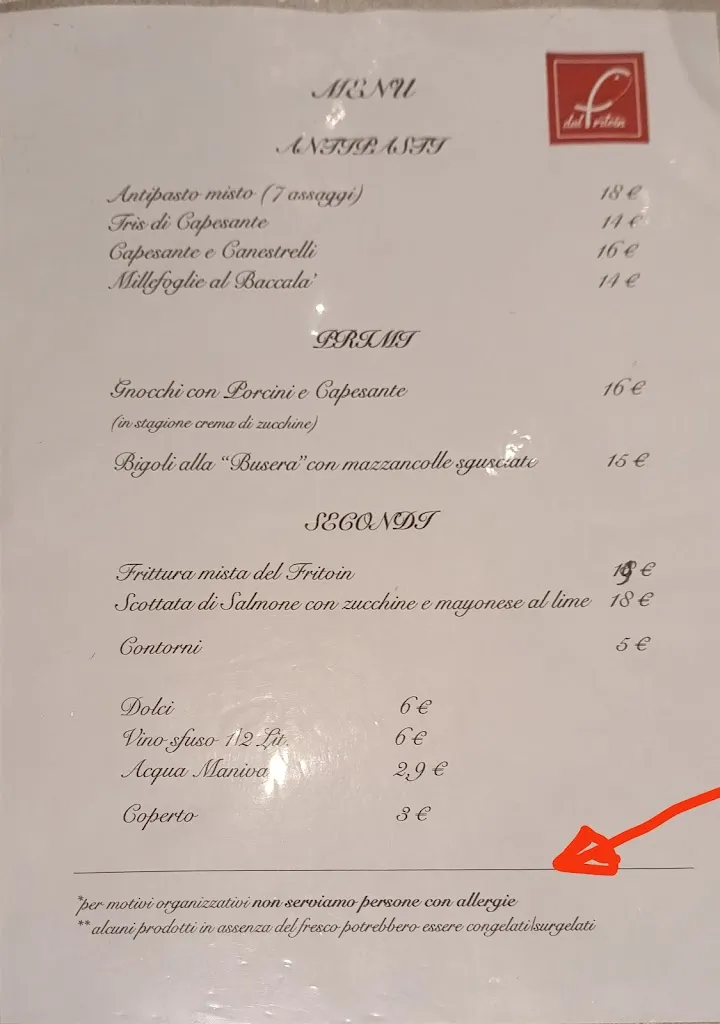 MENU
dal fritoin
ANTIPASTI
Antipasto misto (7 assaggi) 18 €
Tris di Capesante 14 €
Capesante e Canestrelli 16 €
Millefoglie al Baccala' 14 €
PRIMI
Gnocchi con Porcini e Capesante 16 €
(in stagione crema di zucchine)
Bigoli alla "Busera" con mazzancolle sgusciate 15 €
SECONDI
Frittura mista del Fritoin 19 €
Scottata di Salmone con zucchine e mayonese al lime 18 €
Contorni 5 €
Dolci 6 €
Vino sfuso 1/2 Lit. 6 €
Acqua Maniva 2,9 €
Coperto 3 €
*per motivi organizzativi non serviamo persone con allergie
** alcuni prodotti in assenza del fresco potrebbero essere congelati\surgelati